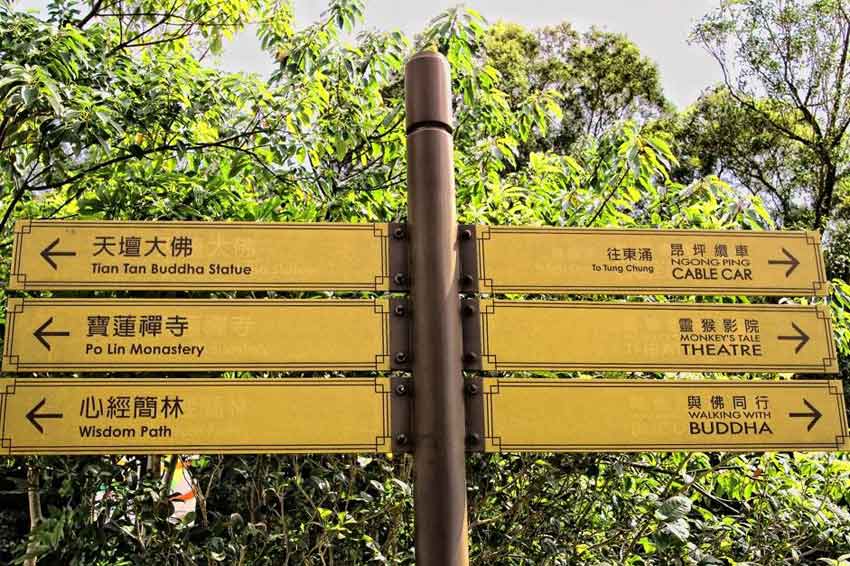 天壇大佛
Tian Tan Buddha Statue
寶蓮禪寺
Po Lin Monastery
心經簡林
Wisdom Path
往東涌 昂坪纜車
To Tung Chung NGONG PING
CABLE CAR
靈猴影院
MONKEY'S TALE
THEATRE
與佛同行
WALKING WITH
BUDDHA